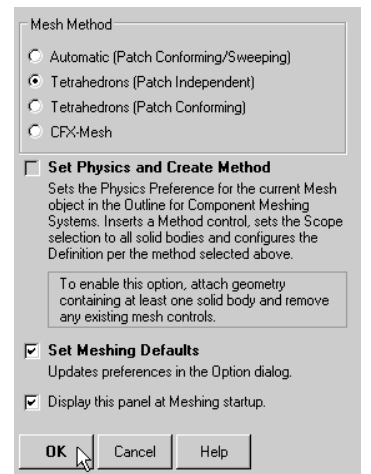 Mesh Method
Automatic (Patch Conforming/Sweeping)
Tetrahedrons (Patch Independent)
Tetrahedrons (Patch Conforming)
CFX-Mesh
Set Physics and Create Method
Sets the Physics Preference for the current Mesh
object in the Outline for Component Meshing
Systems. Inserts a Method control, sets the Scope
selection to all solid bodies and configures the
Definition per the method selected above.
To enable this option, attach geometry
containing at least one solid body and remove
any existing mesh controls.
Set Meshing Defaults
Updates preferences in the Option dialog.
Display this panel at Meshing startup.
OK Cancel Help